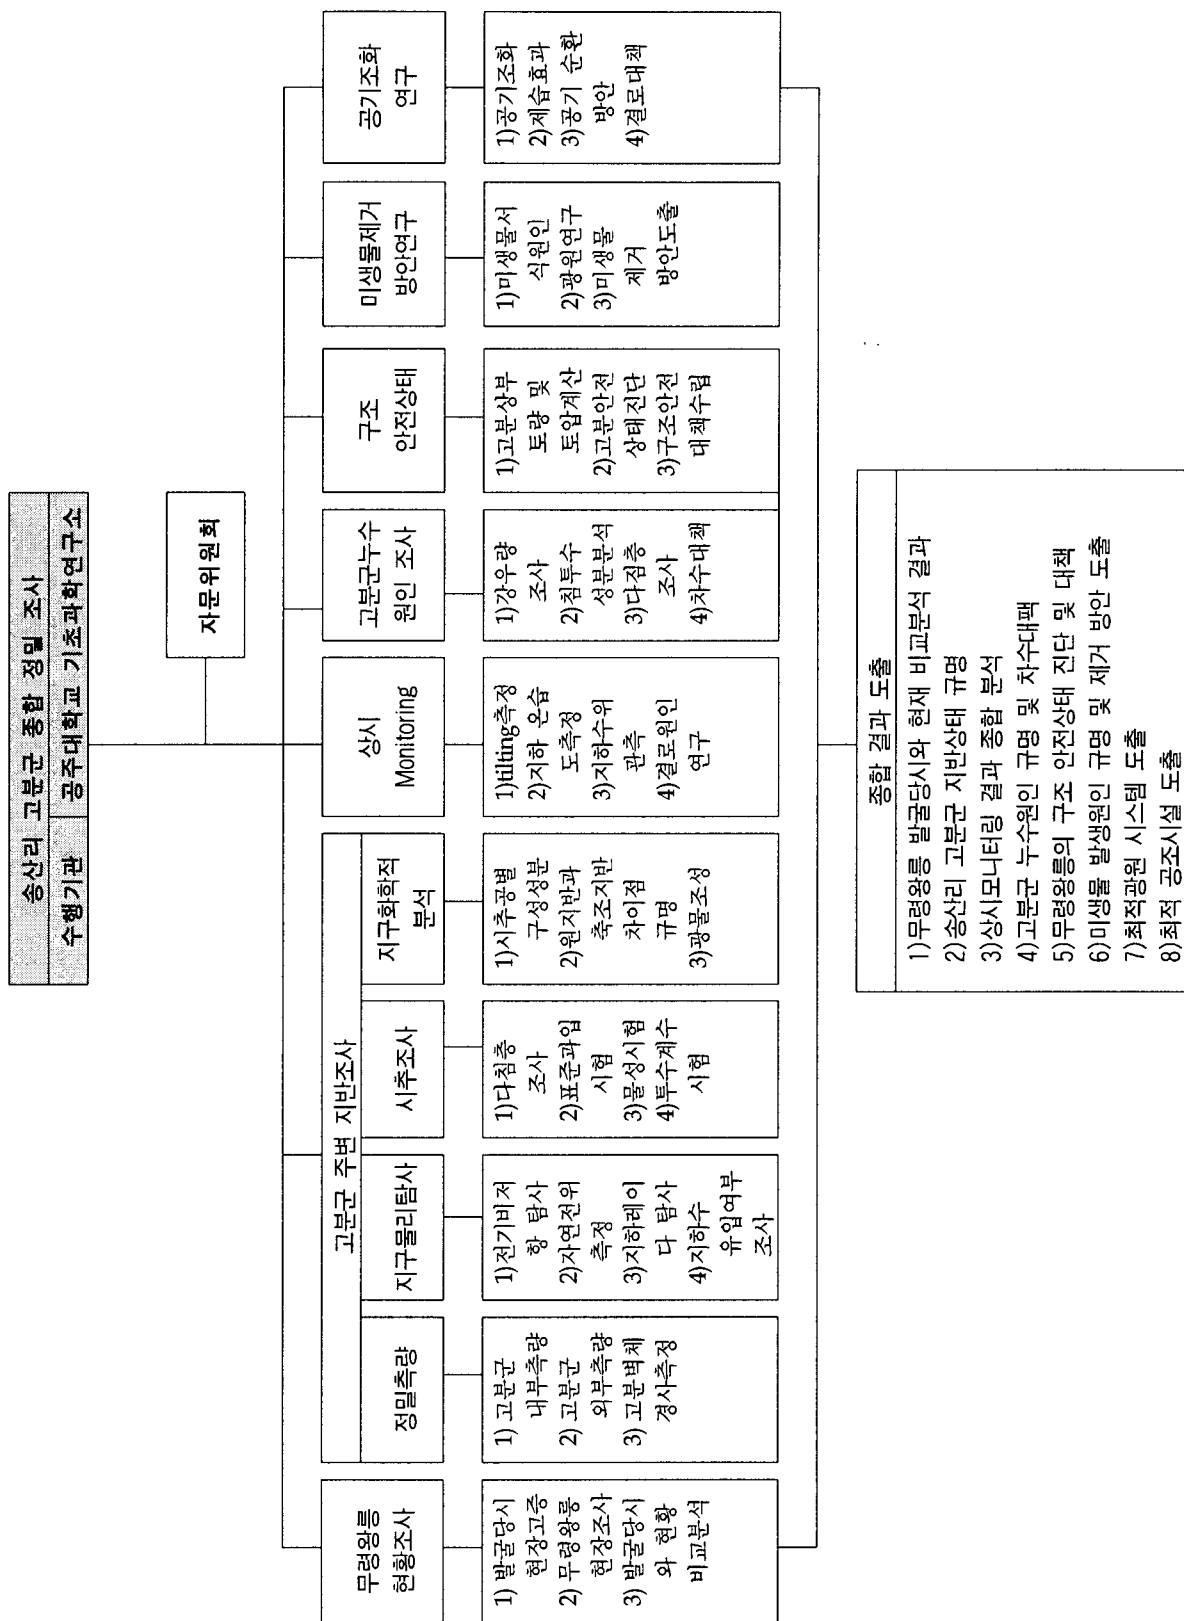 송산리 고분군 종합 정밀 조사
수행기관
공주대학교 기초과학연구소
자문위원회
무령왕릉
현황조사
1) 발굴당시
현장고증
2) 무령왕릉
현장조사
3) 발굴당시
와 현황
비교분석
고분군 주변 지반조사
정밀측량
1) 고분군
내부측량
2) 고분군
외부측량
3) 고분벽체
경사측정
지구물리탐사
1)전기비저
항 탐사
2)자연전위
측정
3)지하레이
다 탐사
4)지하수
유입여부
조사
시추조사
1)다짐층
조사
2)표준관입
시험
3)물성시험
4)투수계수
시험
지구화학적
분석
1)시추공별
구성성분
2)원지반과
축조지반
차이점
규명
3)광물조성
상시
Monitoring
1)tilting측정
2)지하 온습
도측정
3)지하수위
관측
4)결로원인
연구
고분군누수
원인 조사
1)강우량
조사
2)침투수
성분분석
3)다짐층
조사
4)차수대책
구조
안전상태
1)고분상부
토량 및
토압계산
2)고분안전
상태진단
3)구조안전
대책수립
미생물제거
방안연구
1)미생물서
식원인
2)광원연구
3)미생물
제거
방안도출
공기조화
연구
1)공기조화
2)제습효과
3)공기 순환
방안
4)결로대책
종합 결과 도출
1)무령왕릉 발굴당시와 현재 비교분석 결과
2)송산리 고분군 지반상태 규명
3)상시모니터링 결과 종합 분석
4)고분군 누수원인 규명 및 차수대팩
5)무령왕릉의 구조 안전상태 진단 및 대책
6)미생물 발생원인 규명 및 제거 방안 도출
7)최적광원 시스템 도출
8)최적 공조시설 도출